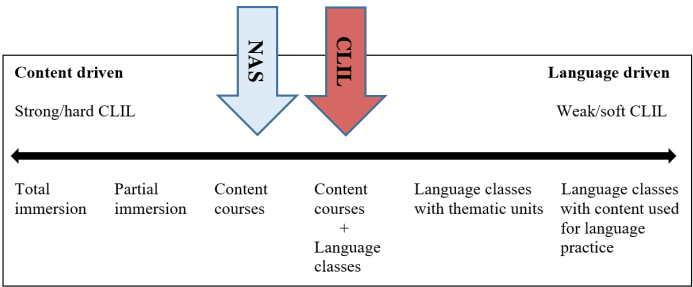 NAS
CLIL
Content driven
Language driven
Strong/hard CLIL
Weak/soft CLIL
Total
immersion
Partial
immersion
Content
courses
Content
courses
+
Language
classes
Language classes
with thematic units
Language classes
with content used
for language
practice